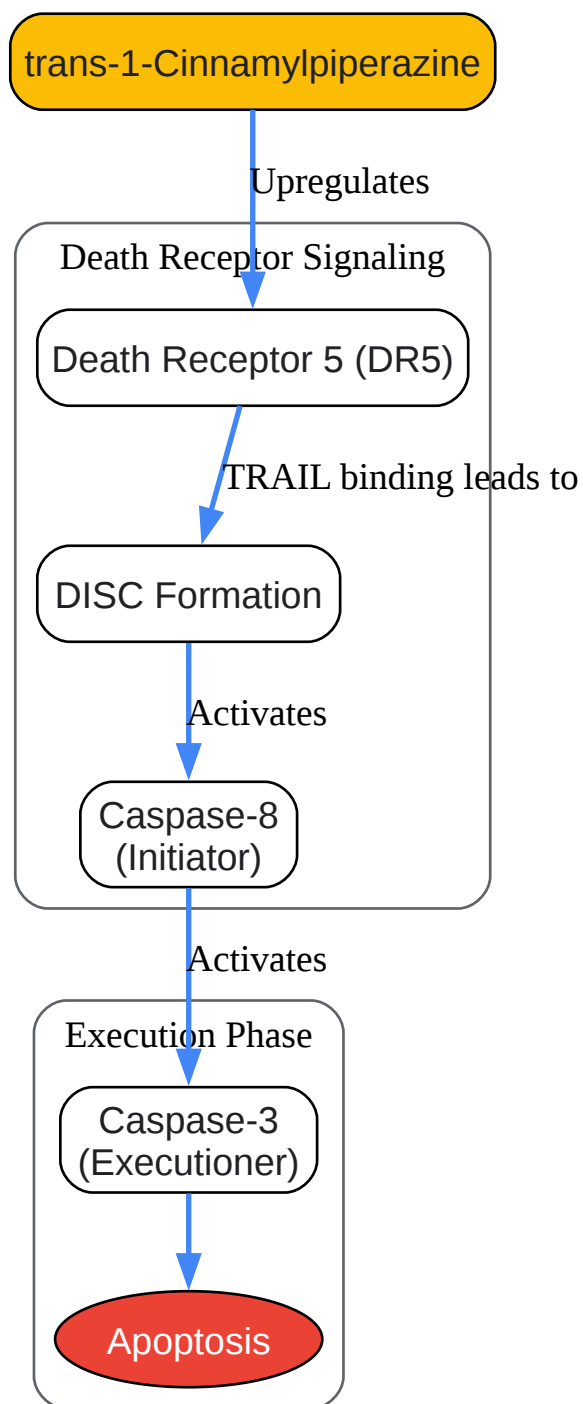 trans-1-Cinnamylpiperazine
Upregulates
Death Receptor Signaling
Death Receptor 5 (DR5)
TRAIL binding leads to
DISC Formation
Activates
Caspase-8
(Initiator)
Activates
Execution Phase
Caspase-3
(Executioner)
Apoptosis